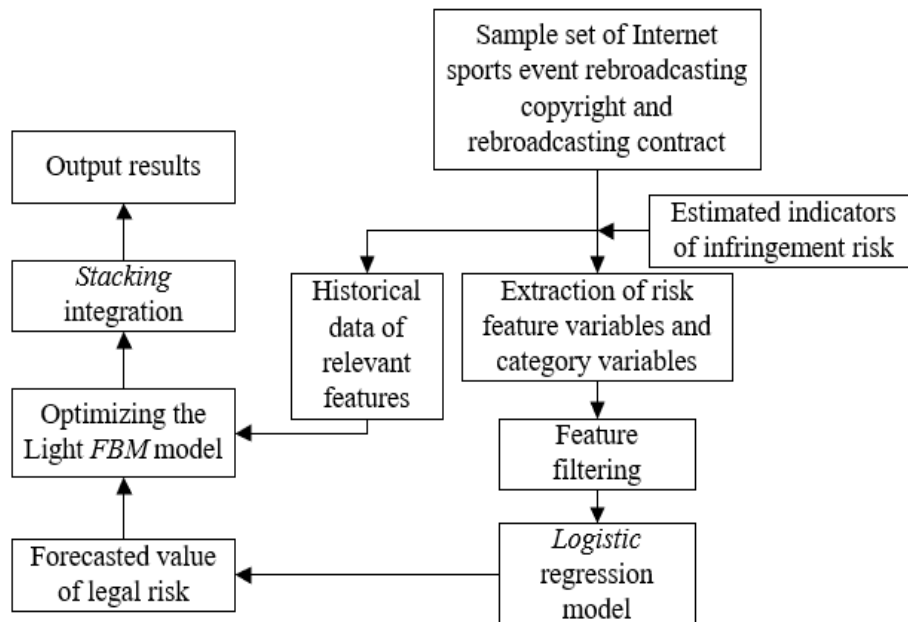 Sample set of Internet
sports event rebroadcasting
copyright and
rebroadcasting contract
Estimated indicators
of infringement risk
Historical
data of
relevant
features
Extraction of risk
feature variables and
category variables
Feature
filtering
Logistic
regression
model
Forecasted value
of legal risk
Optimizing the
Light FBM model
Stacking
integration
Output results